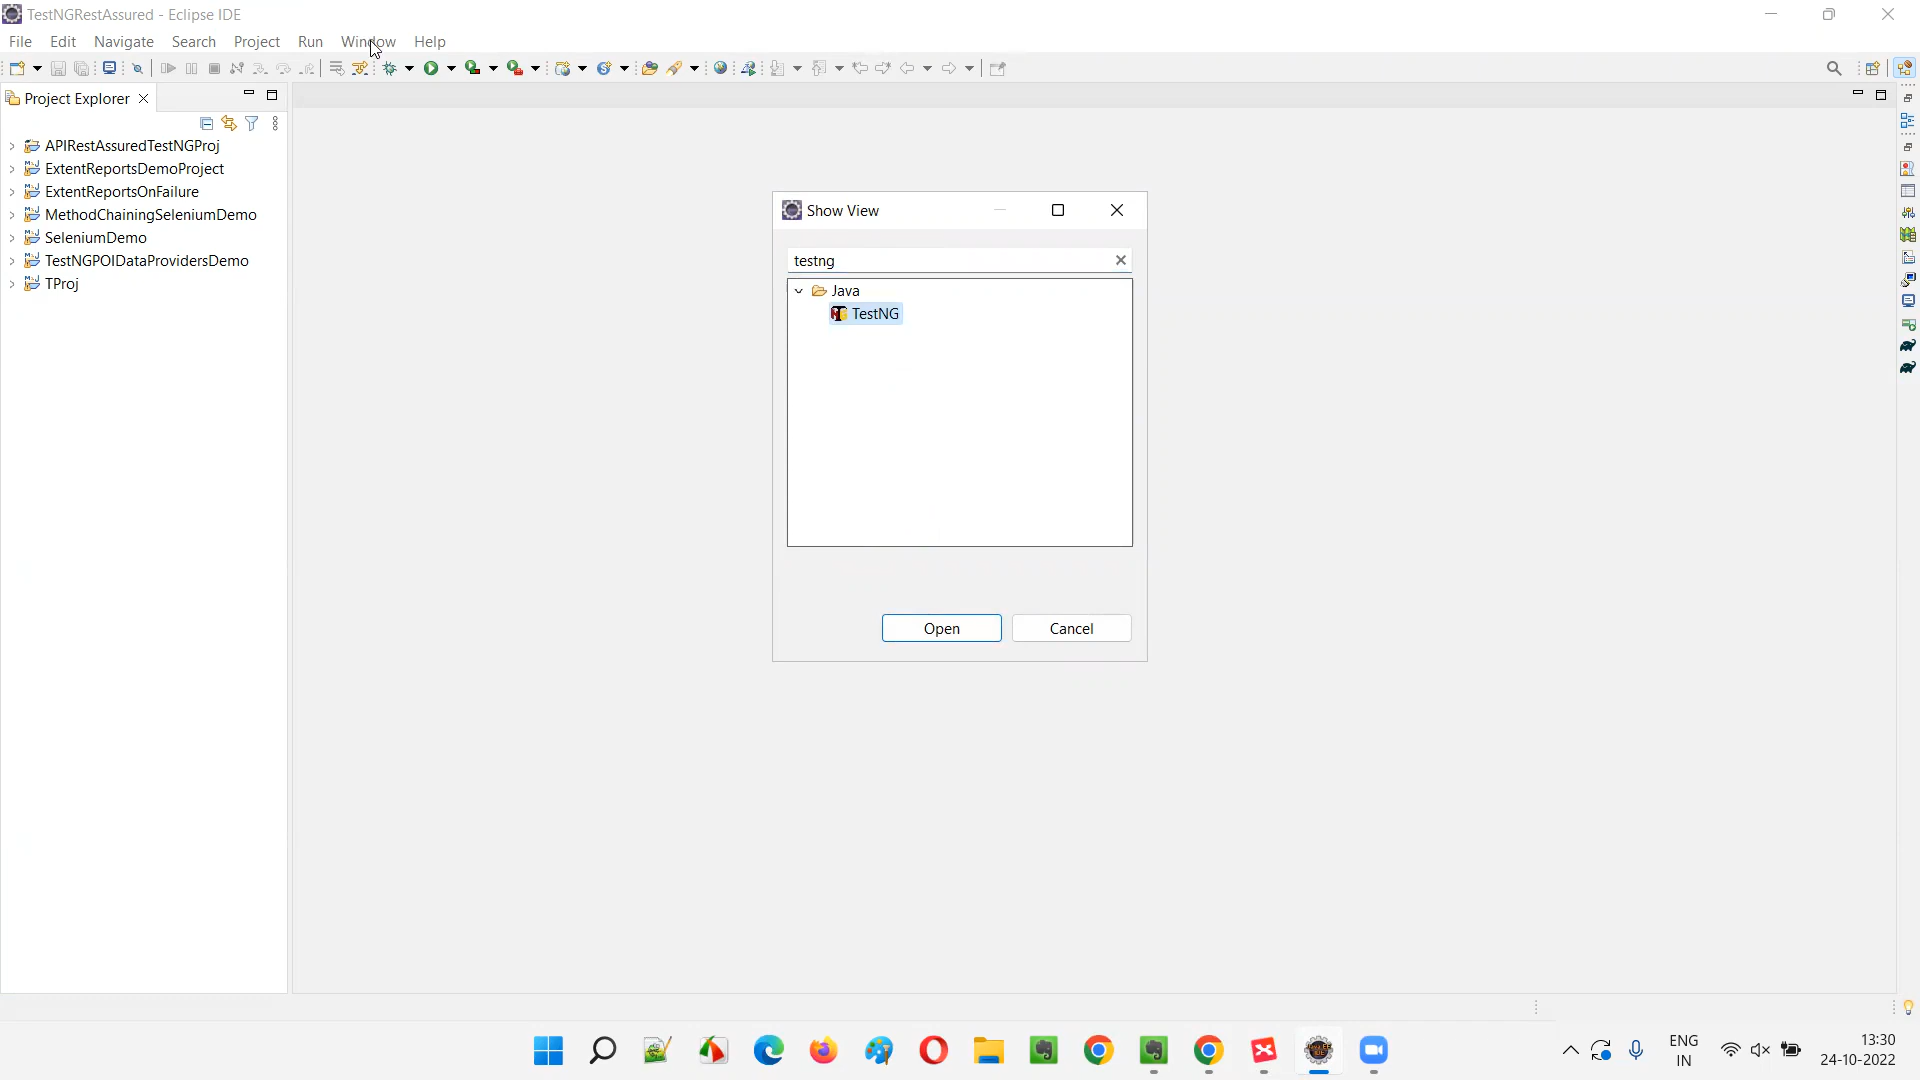 TestNGRestAssured - Eclipse IDE
File Edit Navigate Search Project Run Window Help
Project Explorer
APIRestAssuredTestNGProj
ExtentReportsDemoProject
ExtentReportsOnFailure
MethodChainingSeleniumDemo
SeleniumDemo
TestNGPOIDataProvidersDemo
TProj
Show View
testng
Java
TestNG
Open Cancel
ENG
IN
13:30
24-10-2022